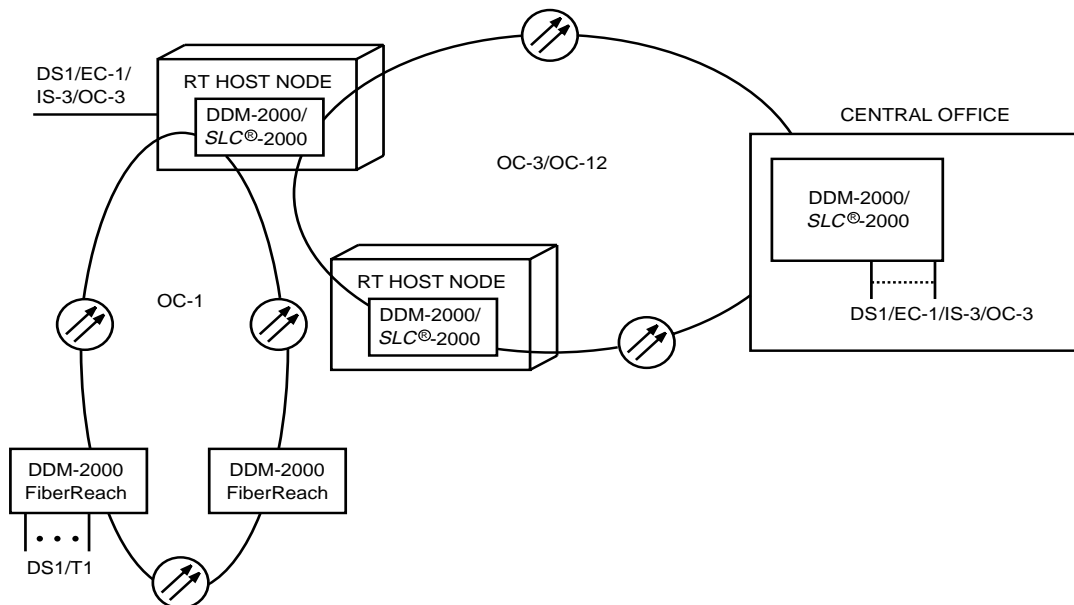 DS1/EC-1/
IS-3/OC-3
RT HOST NODE
DDM-2000/
SLC®-2000
OC-3/OC-12
CENTRAL OFFICE
DDM-2000/
SLC®-2000
DS1/EC-1/IS-3/OC-3
RT HOST NODE
DDM-2000/
SLC®-2000
OC-1
DDM-2000
FiberReach
DS1/T1
DDM-2000
FiberReach